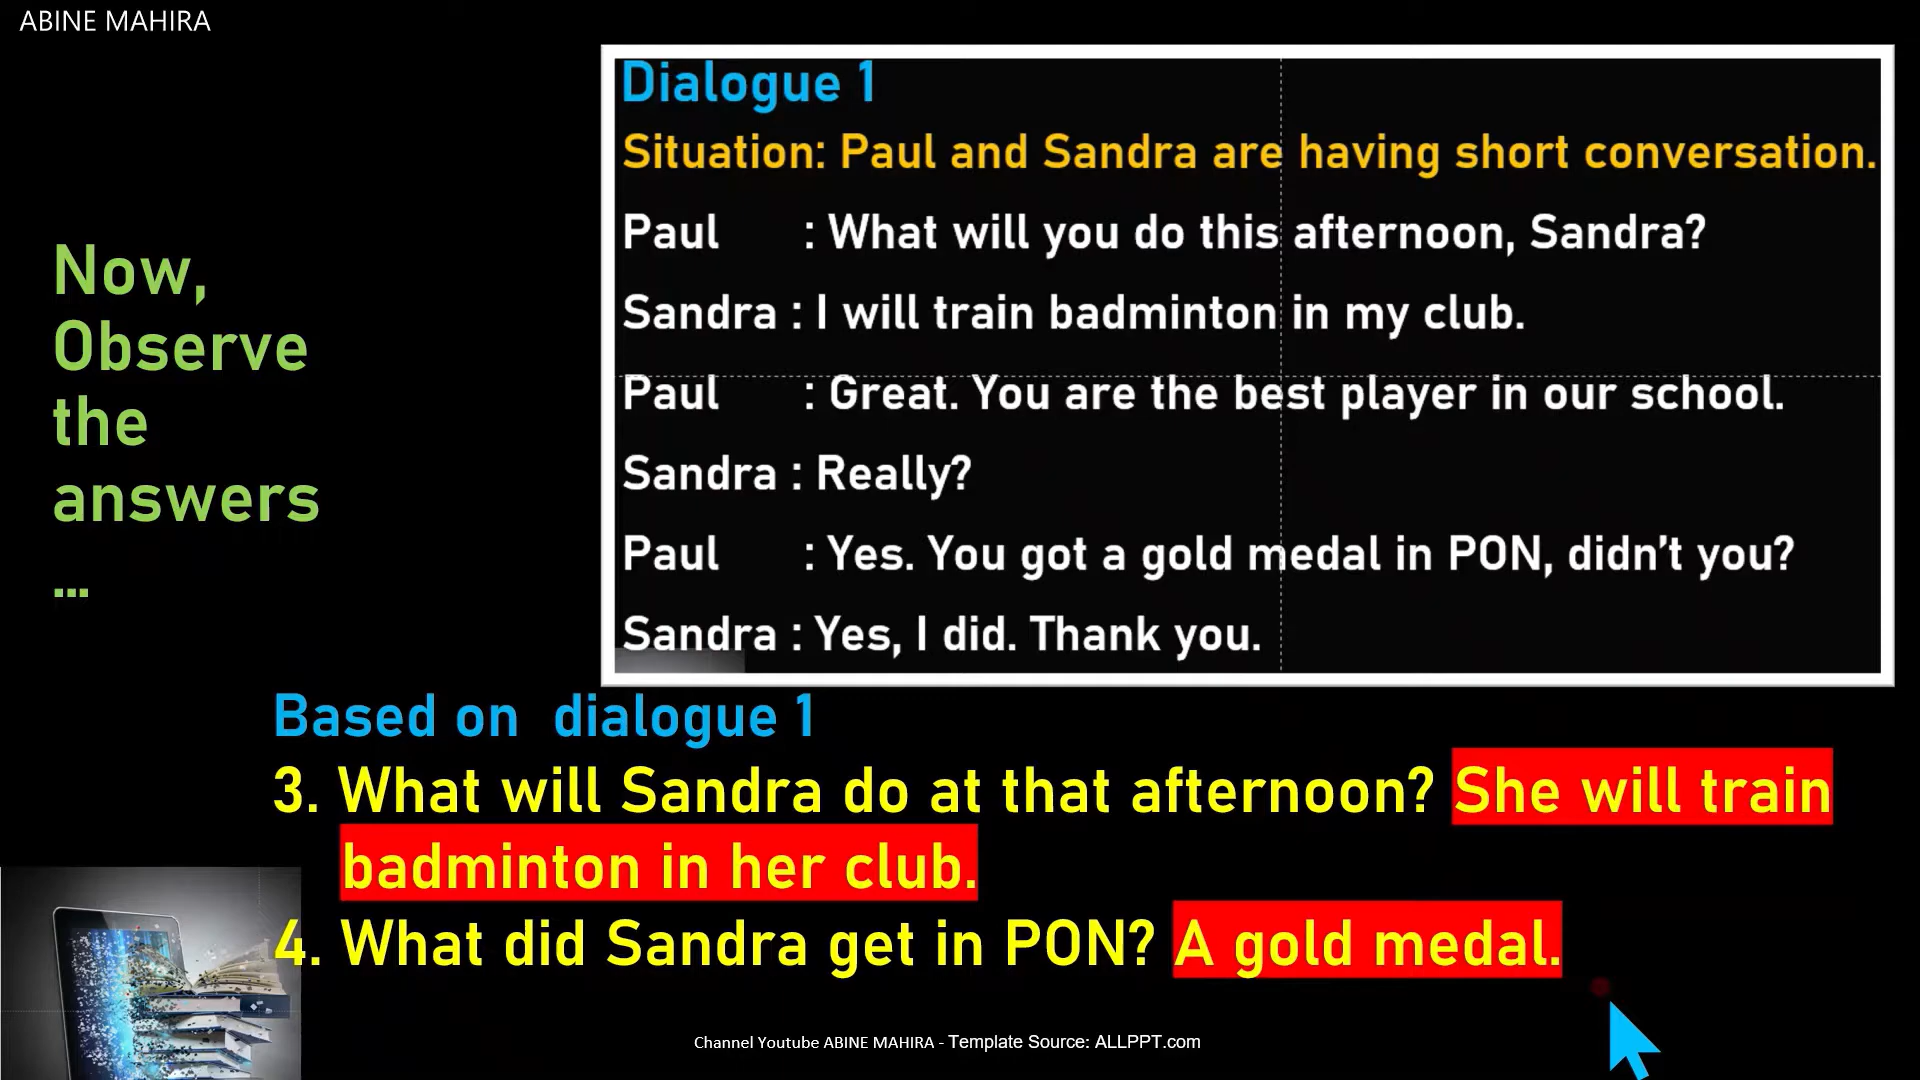 ABINE MAHIRA
Dialogue 1
Situation: Paul and Sandra are having short conversation.
Paul : What will you do this afternoon, Sandra?
Sandra : I will train badminton in my club.
Paul : Great. You are the best player in our school.
Sandra : Really?
Paul : Yes. You got a gold medal in PON, didn't you?
Sandra : Yes, I did. Thank you.
Now,
Observe
the
answers
...
Based on dialogue 1
3. What will Sandra do at that afternoon? She will train
badminton in her club.
4. What did Sandra get in PON? A gold medal.
Channel Youtube ABINE MAHIRA - Template Source: ALLPPT.com